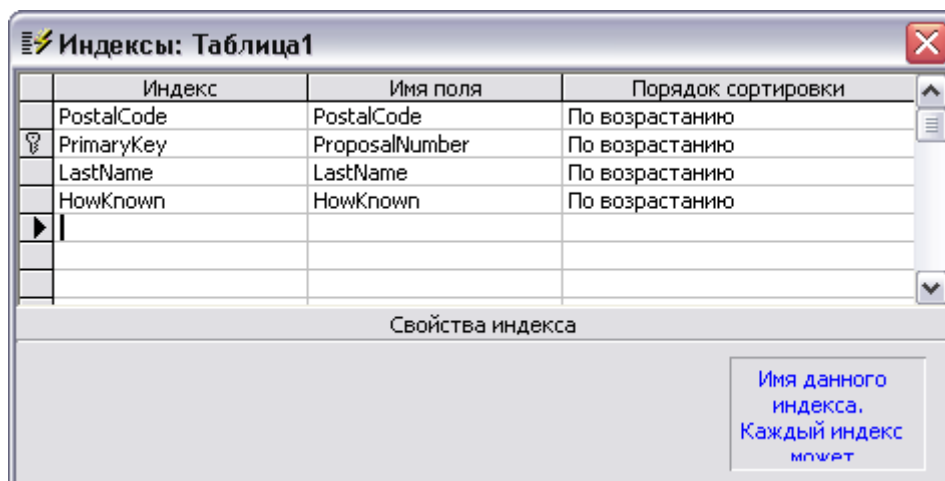 Индексы: Таблица1
Индекс Имя поля Порядок сортировки
PostalCode PostalCode По возрастанию
PrimaryKey ProposalNumber По возрастанию
LastName LastName По возрастанию
HowKnown HowKnown По возрастанию
Свойства индекса
Имя данного
индекса.
Каждый индекс
может